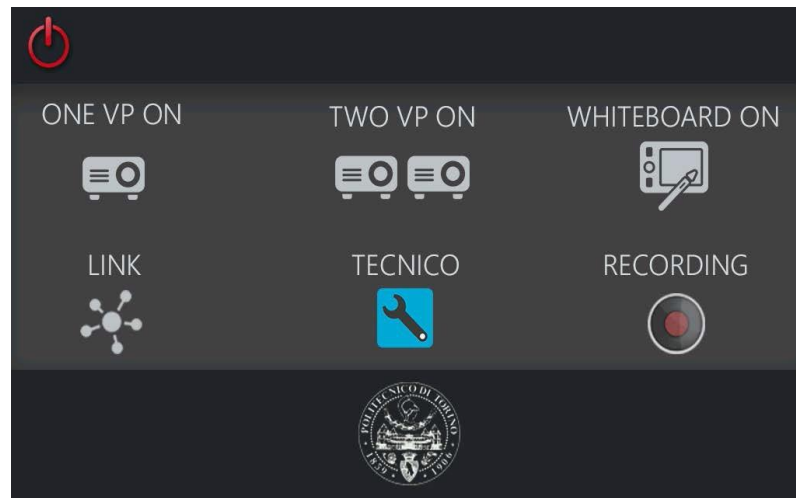 ONE VP ON
TWO VP ON
WHITEBOARD ON
LINK
TECNICO
RECORDING
POLITECNICO DI TORINO
1859 · 1906